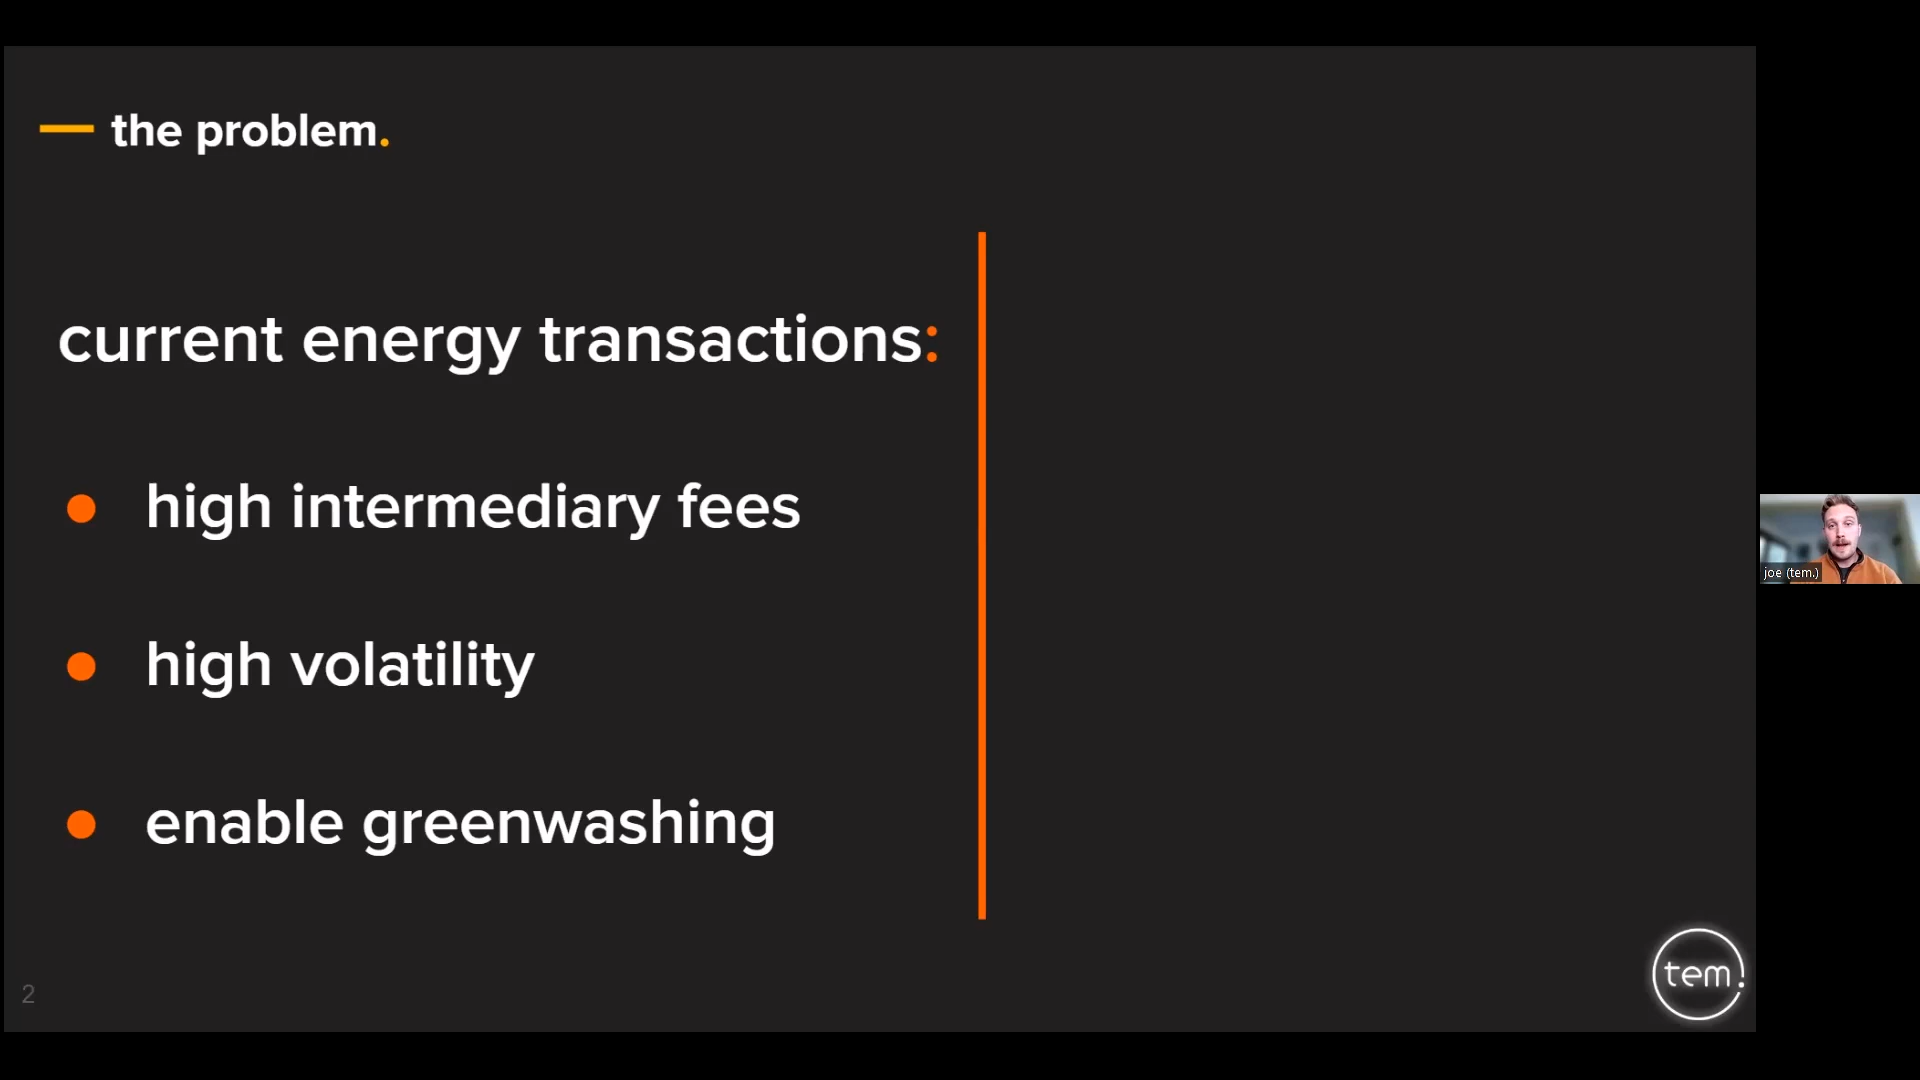 the problem.
current energy transactions:
● high intermediary fees
● high volatility
● enable greenwashing
joe (tem.)
tem.
2